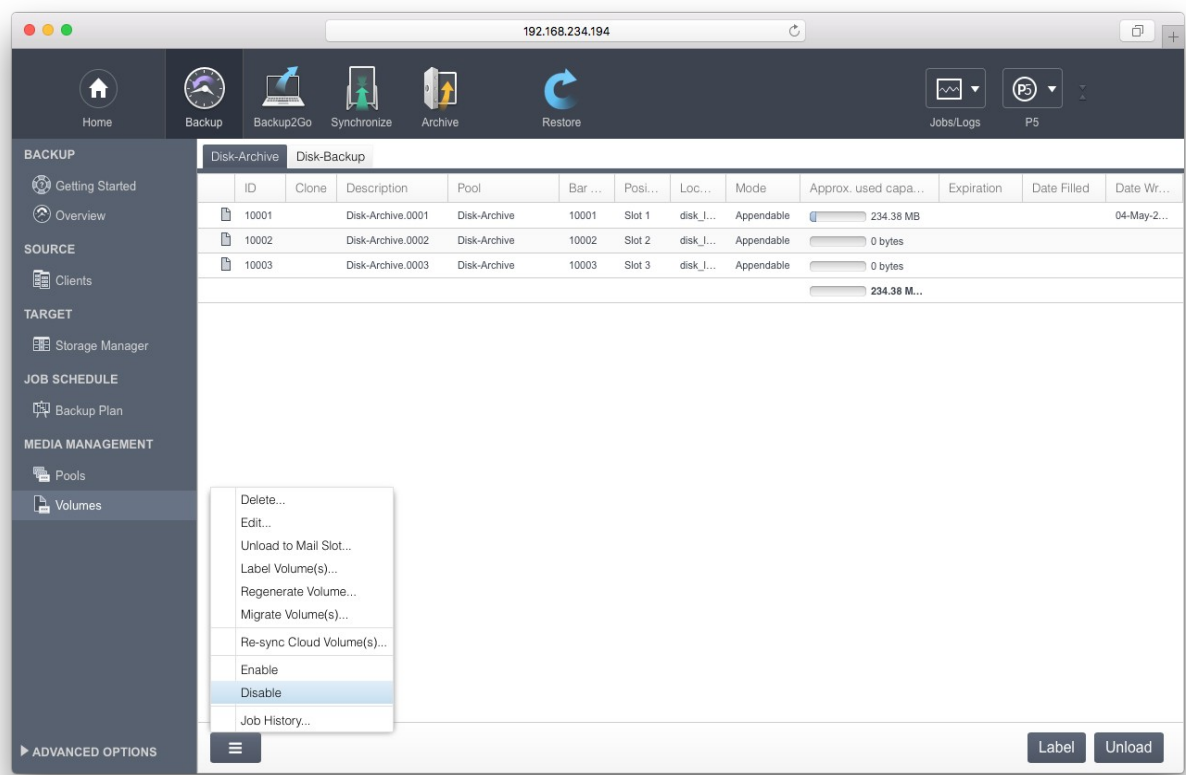 192.168.234.194
Home
Backup
Backup2Go
Synchronize
Archive
Restore
Jobs/Logs
P5
P5
BACKUP
Getting Started
Overview
SOURCE
Clients
TARGET
Storage Manager
JOB SCHEDULE
Backup Plan
MEDIA MANAGEMENT
Pools
Volumes
ADVANCED OPTIONS
Disk-Archive Disk-Backup
ID Clone Description Pool Bar ... Posi... Loc... Mode Approx. used capa... Expiration Date Filled Date Wr...
10001 Disk-Archive.0001 Disk-Archive 10001 Slot 1 disk_l... Appendable 234.38 MB 04-May-2...
10002 Disk-Archive.0002 Disk-Archive 10002 Slot 2 disk_l... Appendable 0 bytes
10003 Disk-Archive.0003 Disk-Archive 10003 Slot 3 disk_l... Appendable 0 bytes
234.38 M...
Delete...
Edit...
Unload to Mail Slot...
Label Volume(s)...
Regenerate Volume...
Migrate Volume(s)...
Re-sync Cloud Volume(s)...
Enable
Disable
Job History...
Label
Unload